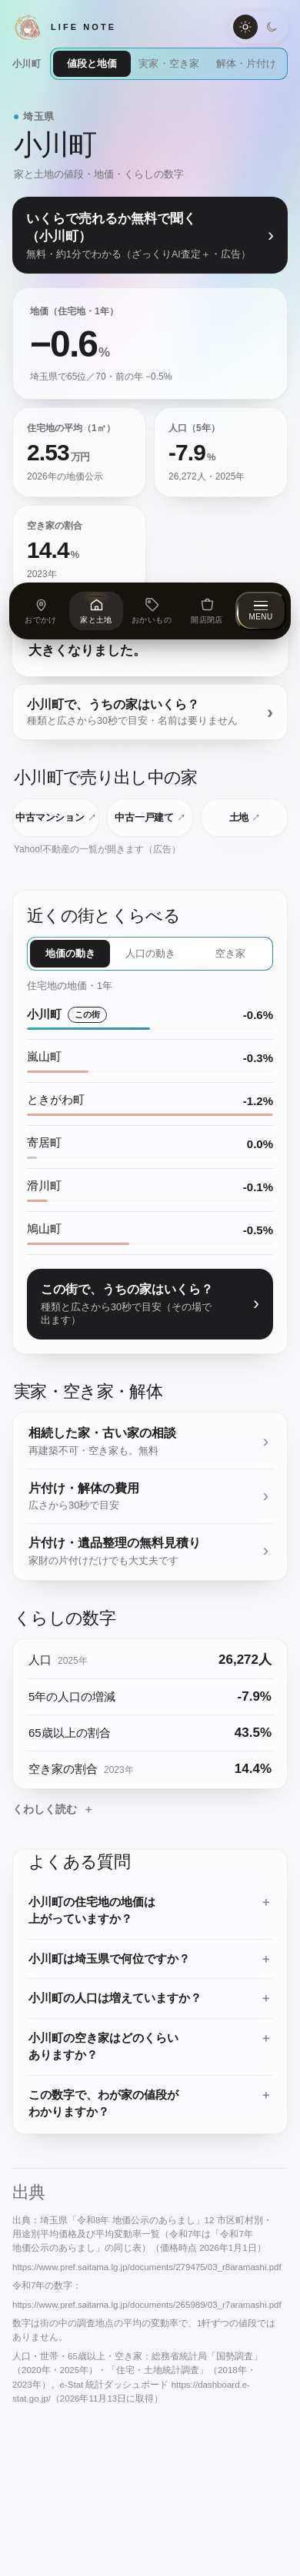 LIFE NOTE
小川町
値段と地価
実家・空き家
解体・片付け
埼玉県
小川町
家と土地の値段・地価・くらしの数字
いくらで売れるか無料で聞く
（小川町）
無料・約1分でわかる（ざっくりAI査定＋・広告）
›
地価（住宅地・1年）
−0.6%
埼玉県で65位／70・前の年 −0.5%
住宅地の平均（1㎡）
2.53万円
2026年の地価公示
人口（5年）
-7.9%
26,272人・2025年
空き家の割合
14.4%
2023年
おでかけ
家と土地
おかいもの
開店閉店
MENU
大きくなりました。
小川町で、うちの家はいくら？
種類と広さから30秒で目安・名前は要りません
›
小川町で売り出し中の家
中古マンション ↗
中古一戸建て ↗
土地 ↗
Yahoo!不動産の一覧が開きます（広告）
近くの街とくらべる
地価の動き
人口の動き
空き家
住宅地の地価・1年
小川町 この街 -0.6%
嵐山町 -0.3%
ときがわ町 -1.2%
寄居町 0.0%
滑川町 -0.1%
鳩山町 -0.5%
この街で、うちの家はいくら？
種類と広さから30秒で目安（その場で
出ます）
›
実家・空き家・解体
相続した家・古い家の相談
再建築不可・空き家も。無料
›
片付け・解体の費用
広さから30秒で目安
›
片付け・遺品整理の無料見積り
家財の片付けだけでも大丈夫です
›
くらしの数字
人口 2025年 26,272人
5年の人口の増減 -7.9%
65歳以上の割合 43.5%
空き家の割合 2023年 14.4%
くわしく読む ＋
よくある質問
小川町の住宅地の地価は
上がっていますか？
＋
小川町は埼玉県で何位ですか？ ＋
小川町の人口は増えていますか？ ＋
小川町の空き家はどのくらい
ありますか？
＋
この数字で、わが家の値段が
わかりますか？
＋
出典
出典：埼玉県「令和8年 地価公示のあらまし」12 市区町村別・
用途別平均価格及び平均変動率一覧（令和7年は「令和7年
地価公示のあらまし」の同じ表）（価格時点 2026年1月1日）
https://www.pref.saitama.lg.jp/documents/279475/03_r8aramashi.pdf
令和7年の数字：
https://www.pref.saitama.lg.jp/documents/265989/03_r7aramashi.pdf
数字は街の中の調査地点の平均の変動率で、1軒ずつの値段では
ありません。
人口・世帯・65歳以上・空き家：総務省統計局「国勢調査」
（2020年・2025年）・「住宅・土地統計調査」（2018年・
2023年）。e-Stat 統計ダッシュボード https://dashboard.e-
stat.go.jp/（2026年11月13日に取得）